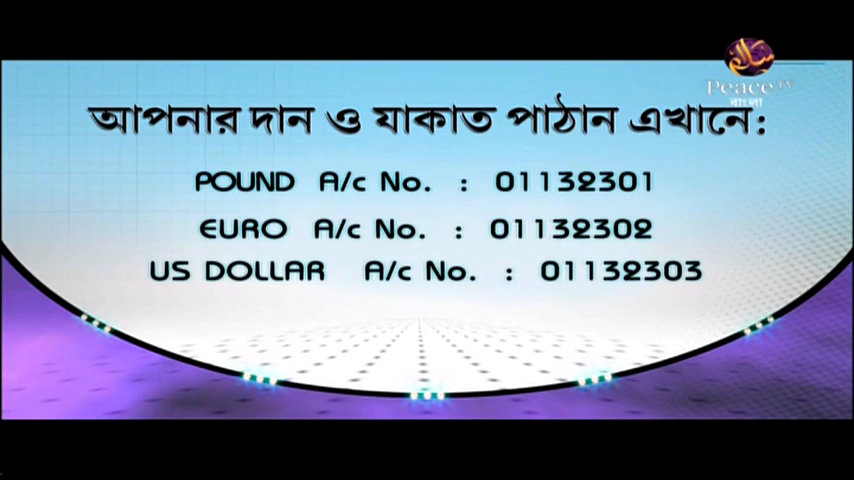 Peace TV
বাংলা
আপনার দান ও যাকাত পাঠান এখানে:
POUND A/c No. : 01132301
EURO A/c No. : 01132302
US DOLLAR A/c No. : 01132303